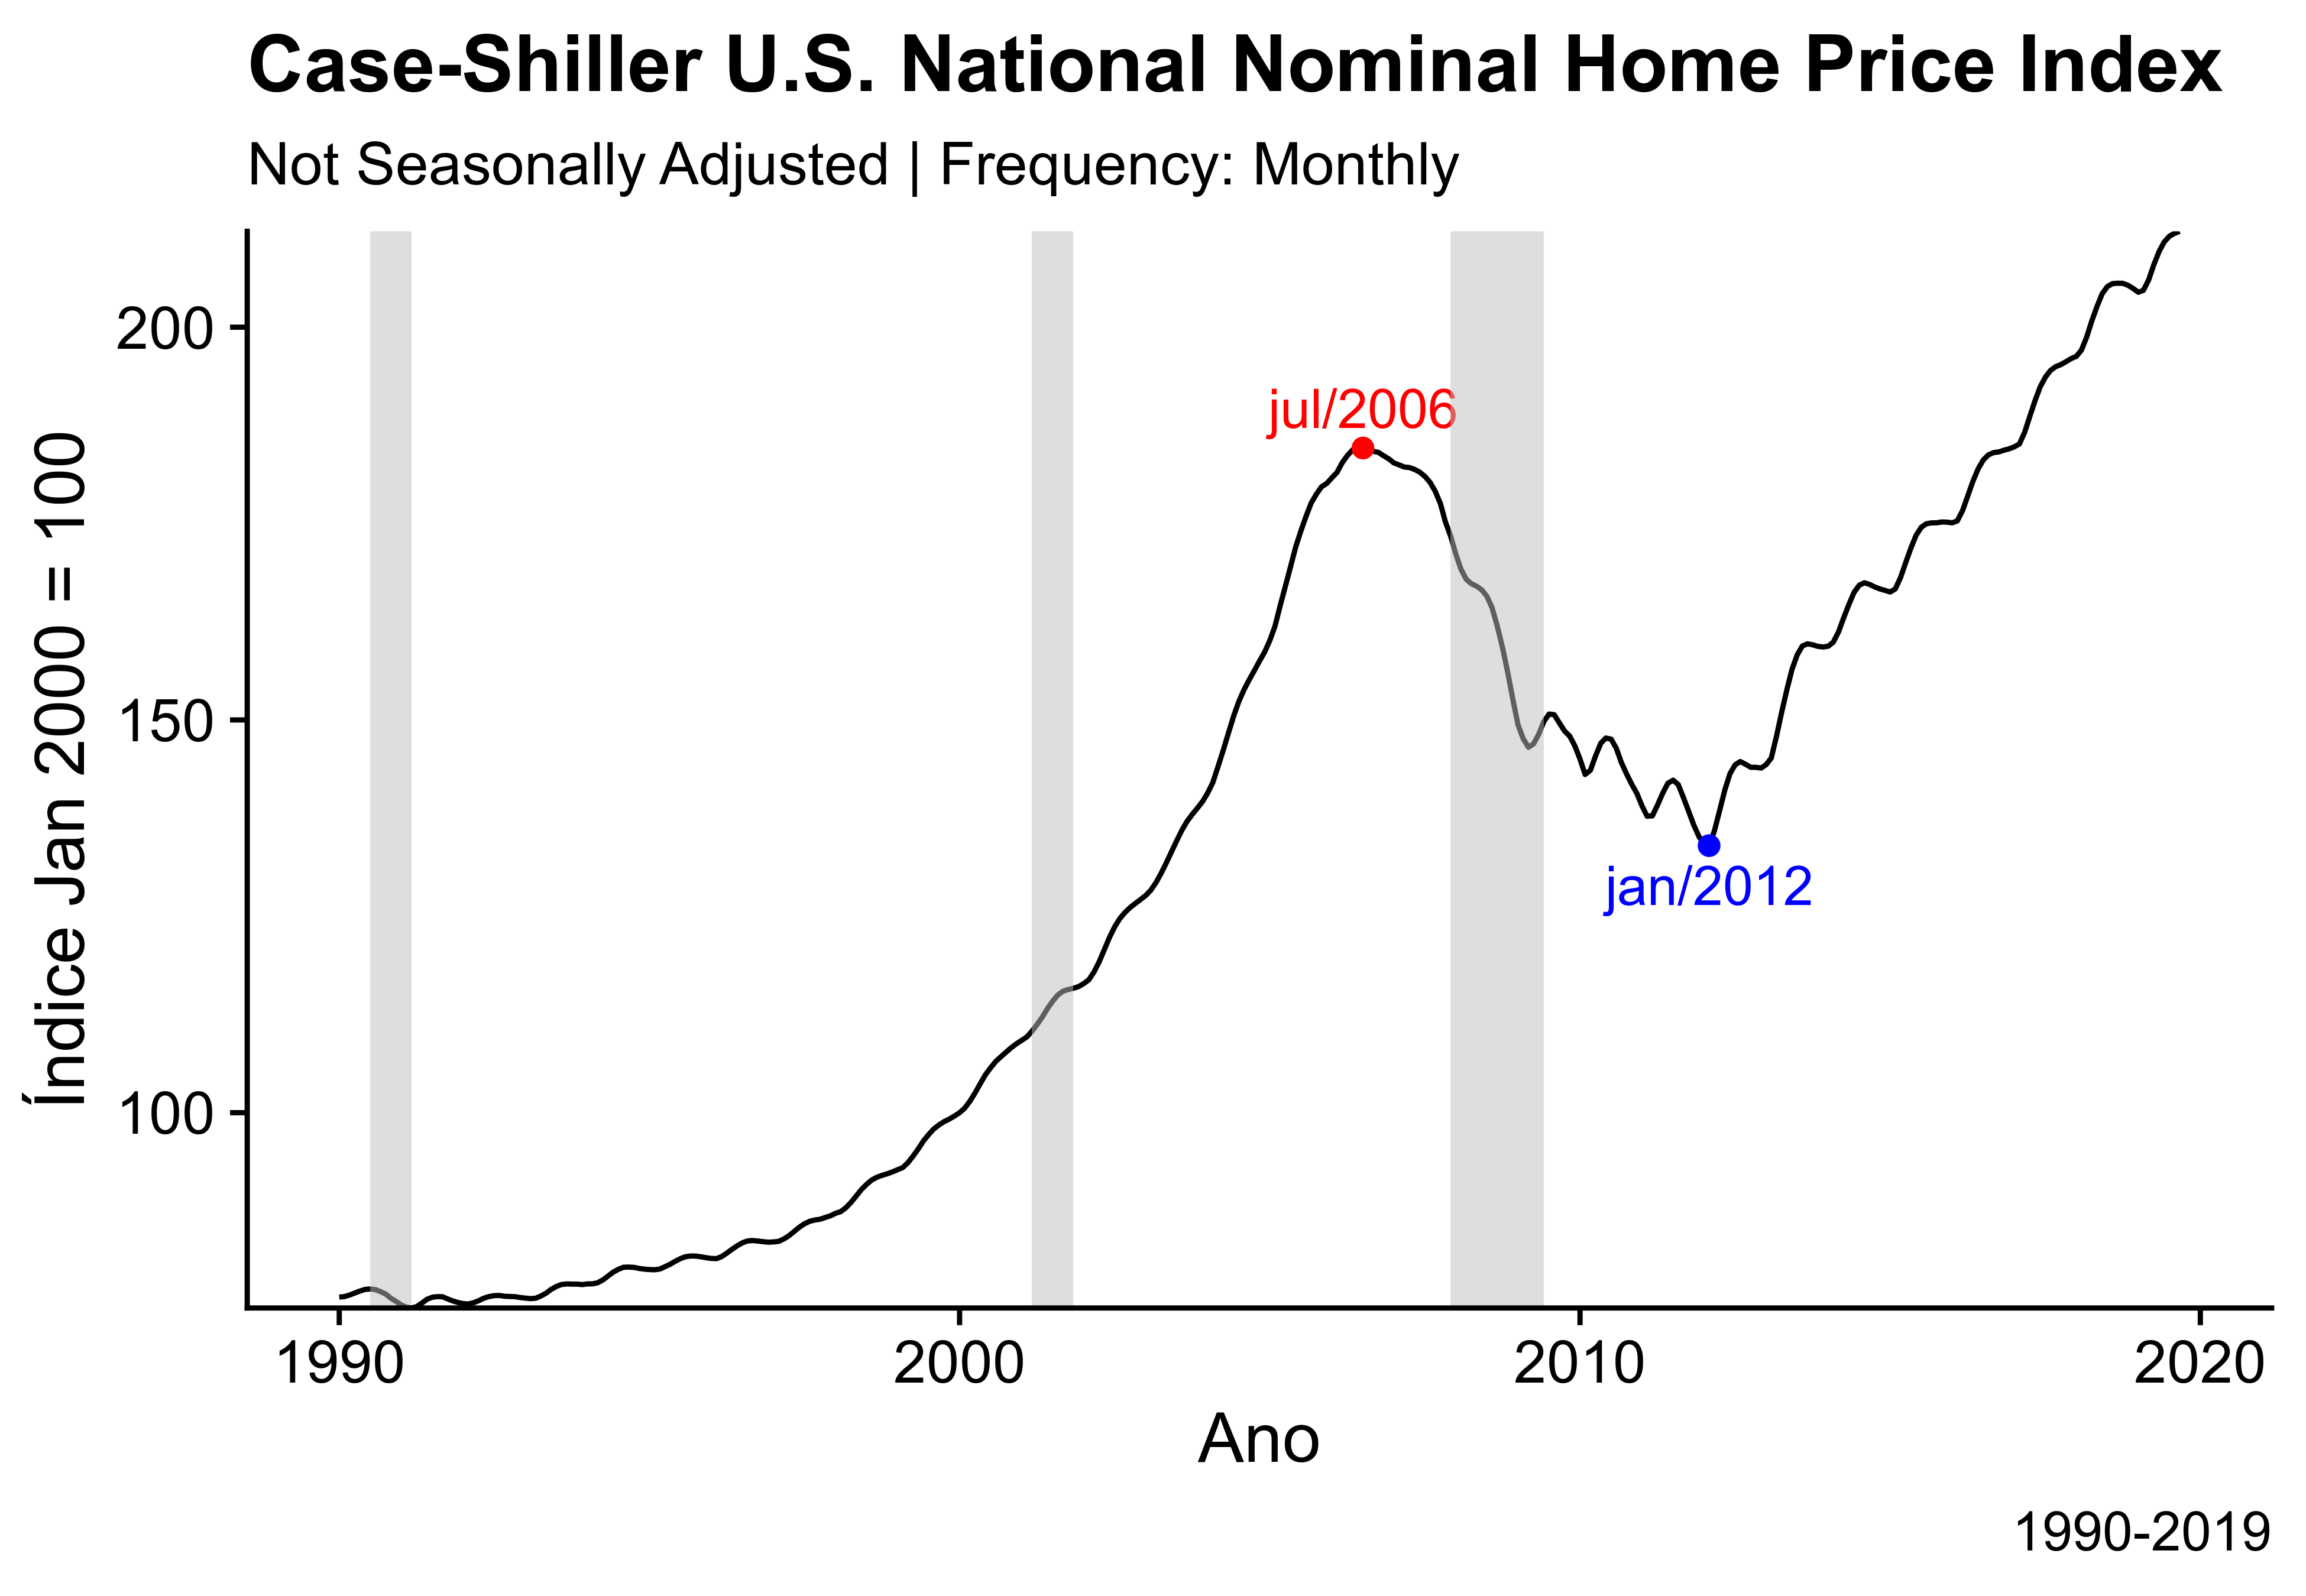 Case-Shiller U.S. National Nominal Home Price Index
Not Seasonally Adjusted | Frequency: Monthly
Índice Jan 2000 = 100
200
150
100
jul/2006
jan/2012
1990
2000
2010
2020
Ano
1990-2019